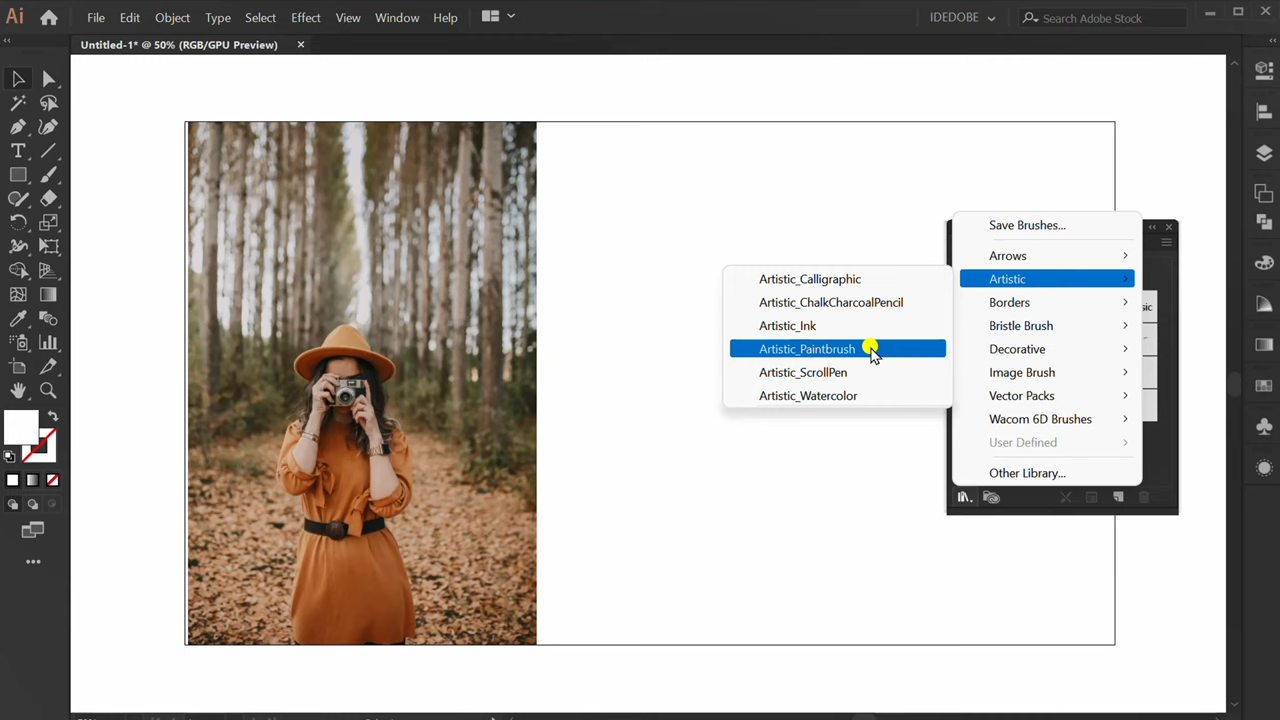 Ai File Edit Object Type Select Effect View Window Help IDEDOBE Search Adobe Stock
Untitled-1* @ 50% (RGB/GPU Preview)
Save Brushes...
Arrows
Artistic
Borders
Bristle Brush
Decorative
Image Brush
Vector Packs
Wacom 6D Brushes
User Defined
Other Library...
Artistic_Calligraphic
Artistic_ChalkCharcoalPencil
Artistic_Ink
Artistic_Paintbrush
Artistic_ScrollPen
Artistic_Watercolor